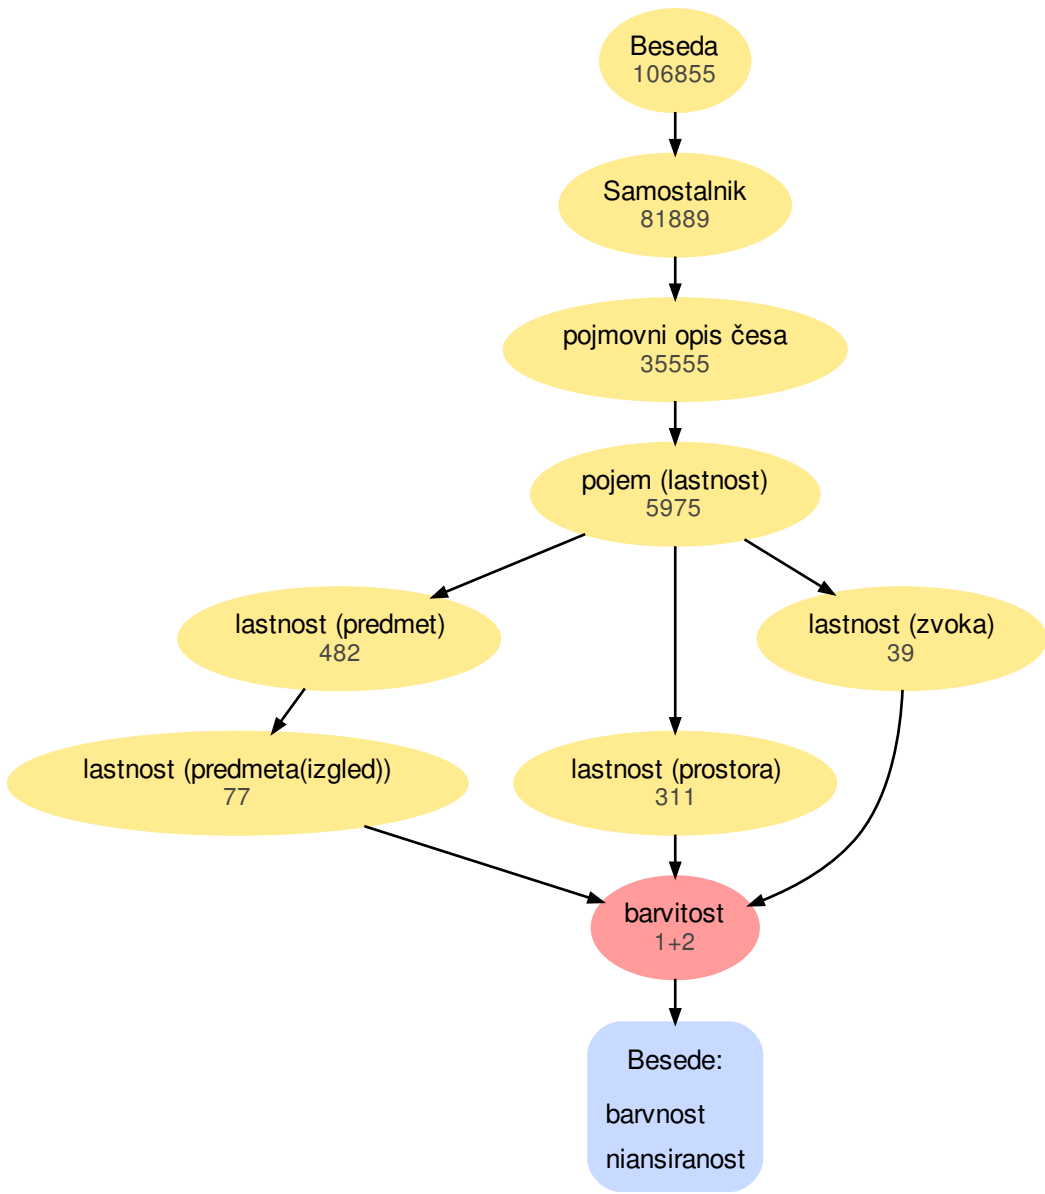 Beseda
106855
Samostalnik
81889
pojmovni opis česa
35555
pojem (lastnost)
5975
lastnost (predmet)
482
lastnost (zvoka)
39
lastnost (predmeta(izgled))
77
lastnost (prostora)
311
barvitost
1+2
Besede:
barvnost
niansiranost